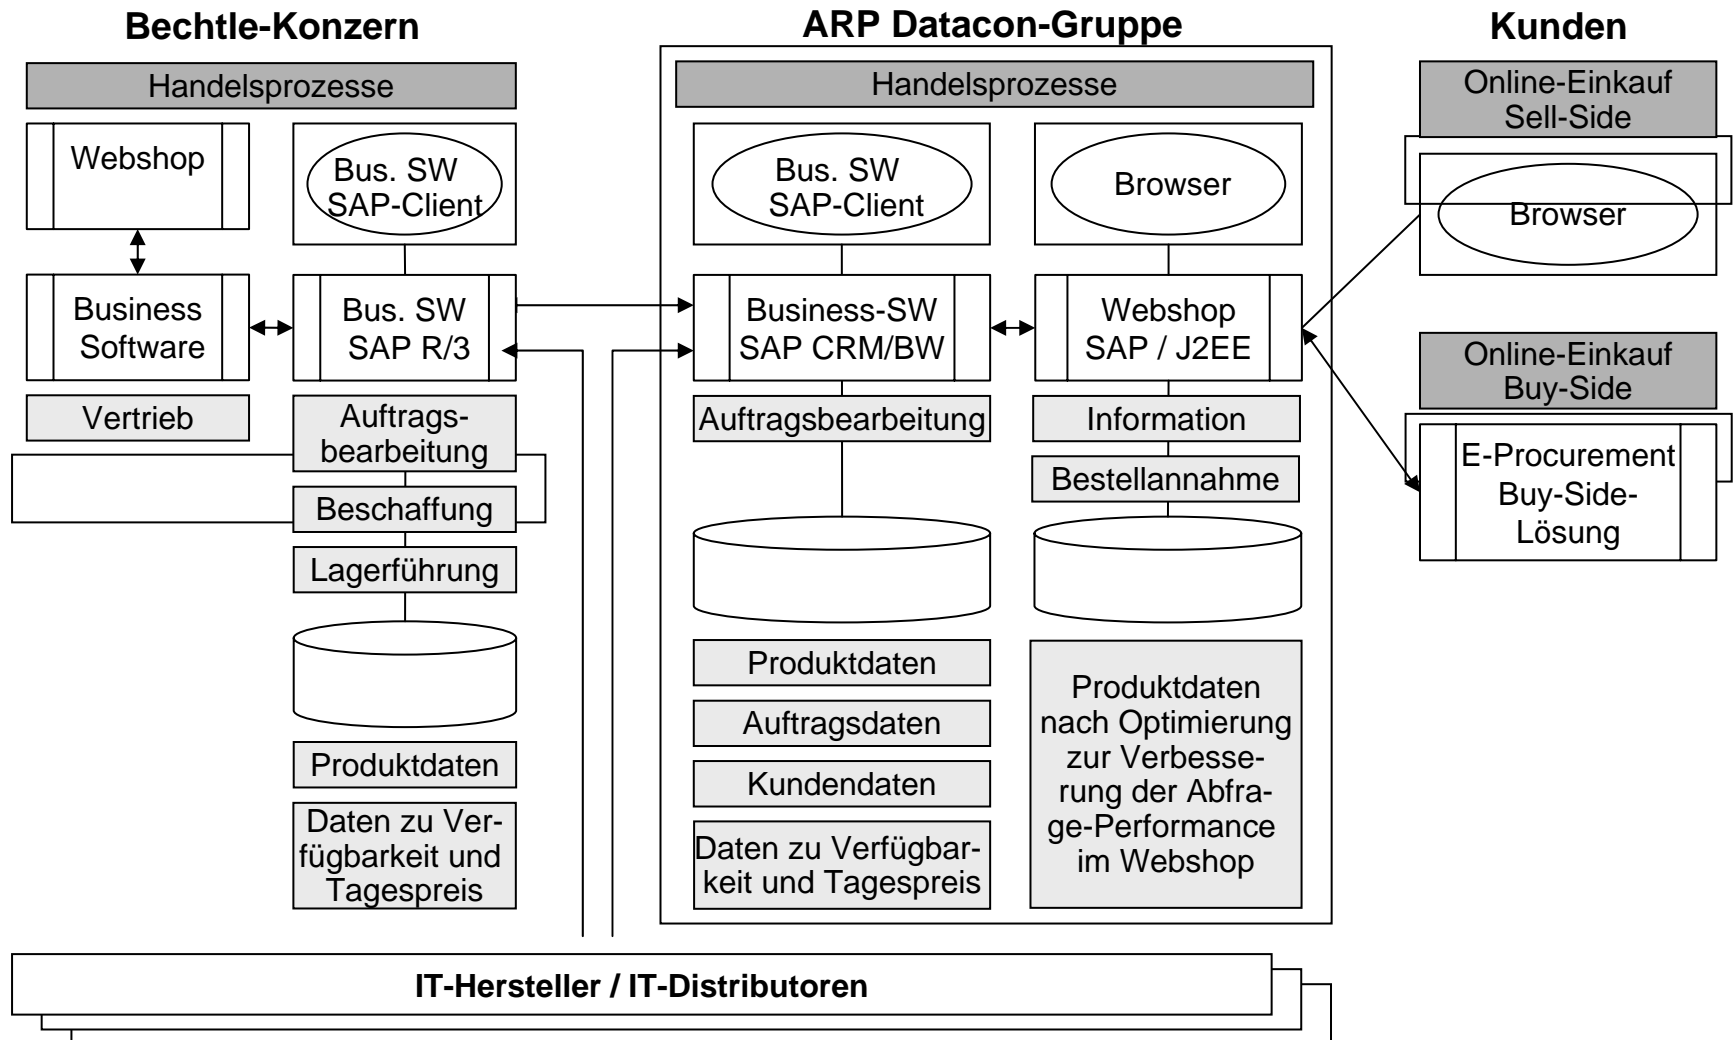 Bechtle-Konzern
Handelsprozesse
Webshop
Bus. SW
SAP-Client
Business
Software
Bus. SW
SAP R/3
Vertrieb
Auftrags-
bearbeitung
Beschaffung
Lagerführung
Produktdaten
Daten zu Ver-
fügbarkeit und
Tagespreis
ARP Datacon-Gruppe
Handelsprozesse
Bus. SW
SAP-Client
Browser
Business-SW
SAP CRM/BW
Webshop
SAP / J2EE
Auftragsbearbeitung
Information
Bestellannahme
Produktdaten
Auftragsdaten
Kundendaten
Daten zu Verfügbar-
keit und Tagespreis
Produktdaten
nach Optimierung
zur Verbesse-
rung der Abfra-
ge-Performance
im Webshop
Kunden
Online-Einkauf
Sell-Side
Browser
Online-Einkauf
Buy-Side
E-Procurement
Buy-Side-
Lösung
IT-Hersteller / IT-Distributoren